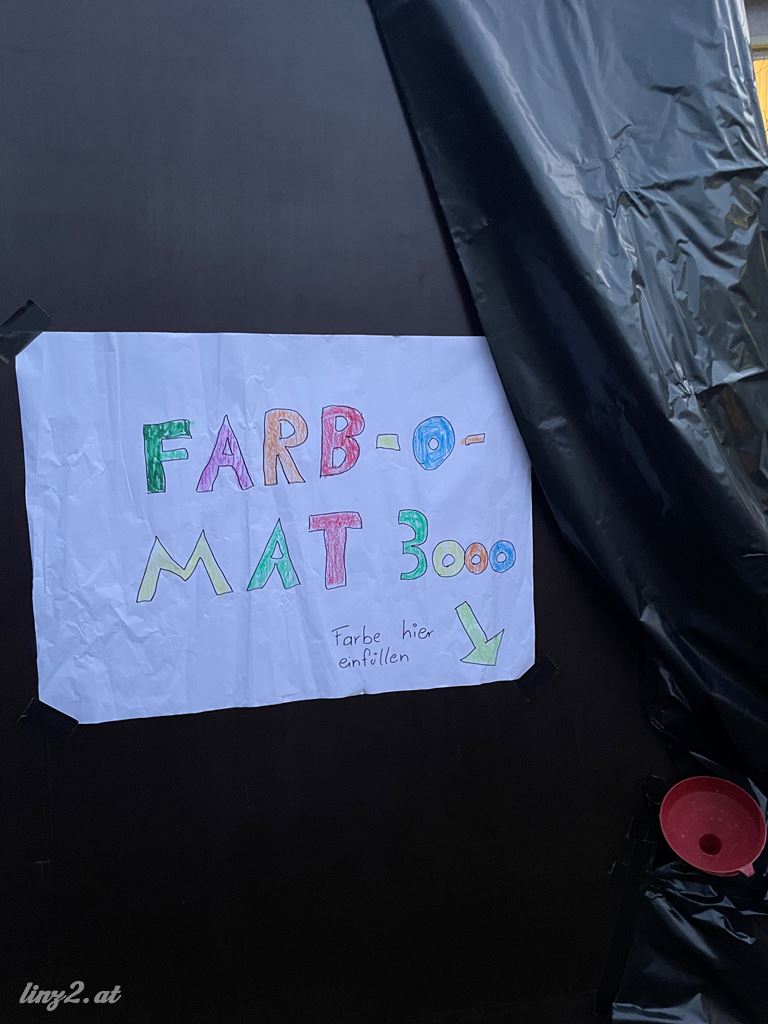 FARB-O-
MAT 3000
Farbe hier
einfüllen
linz2.at